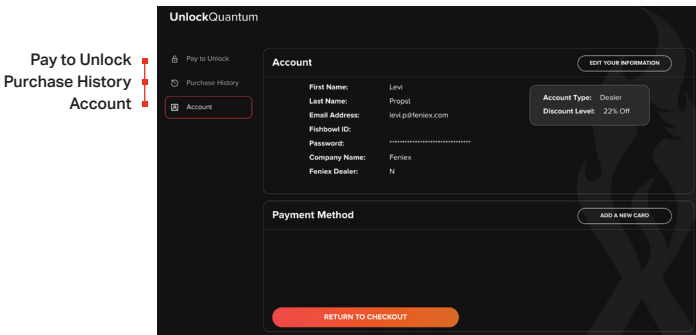 UnlockQuantum
Pay to Unlock
Purchase History
Account
Pay to Unlock
Purchase History
Account
Account
EDIT YOUR INFORMATION
First Name: Levi
Last Name: Propst
Email Address: levi.p@feniex.com
Fishbowl ID:
Password: ********************************
Company Name: Feniex
Feniex Dealer: N
Account Type: Dealer
Discount Level: 22% Off
Payment Method
ADD A NEW CARD
RETURN TO CHECKOUT